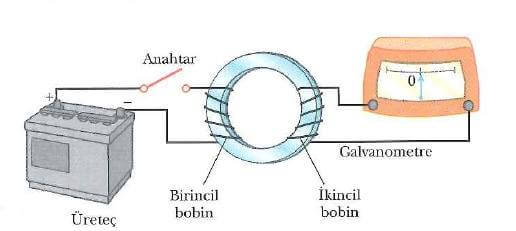 Anahtar
+
−
0
Galvanometre
Birincil
bobin
İkincil
bobin
Üreteç